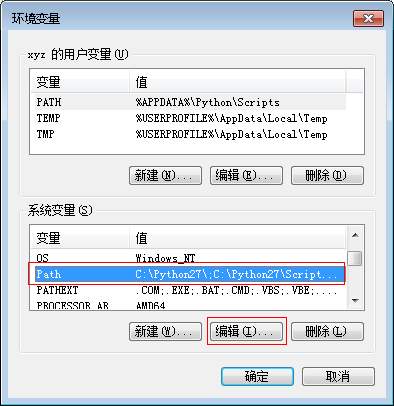 环境变量
xyz 的用户变量(U)
变量 值
PATH %APPDATA%\Python\Scripts
TEMP %USERPROFILE%\AppData\Local\Temp
TMP %USERPROFILE%\AppData\Local\Temp
新建(N)... 编辑(E)... 删除(D)
系统变量(S)
变量 值
OS Windows_NT
Path C:\Python27\;C:\Python27\Script...
PATHEXT .COM;.EXE;.BAT;.CMD;.VBS;.VBE;....
PROCESSOR_AR AMD64
新建(W)... 编辑(I)... 删除(L)
确定 取消